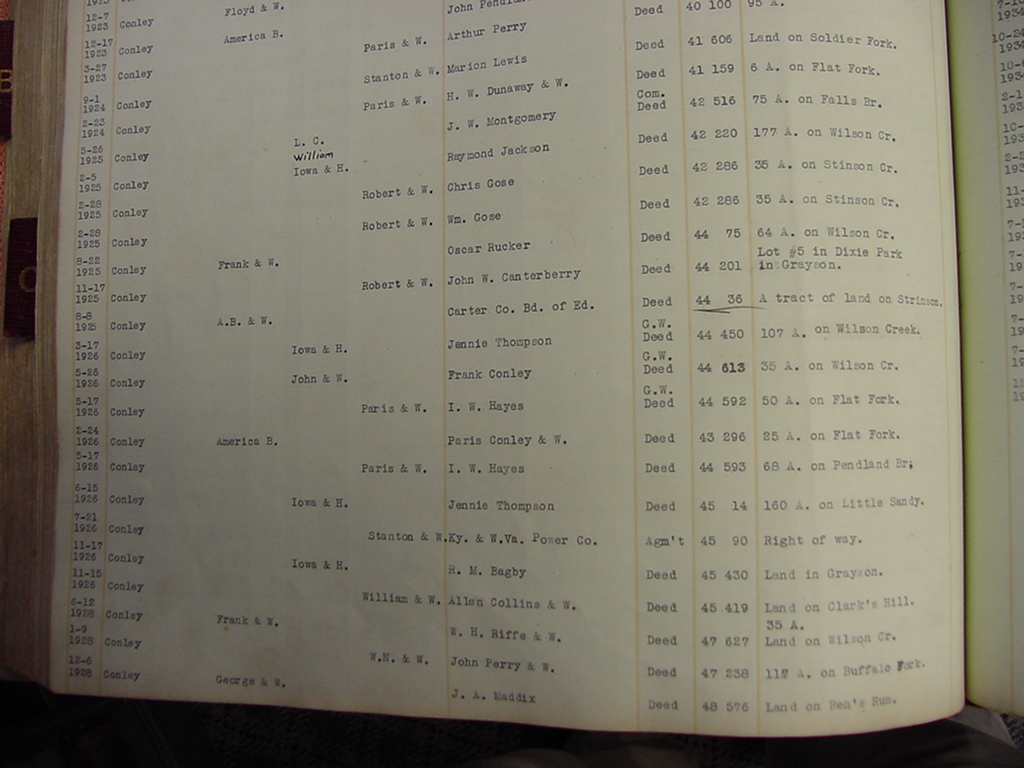 1923
12-7 1923 Conley Floyd & W. John Deed 40 100 95 A.
12-17 1923 Conley America B. Arthur Perry Deed 41 606 Land on Soldier Fork.
3-27 1923 Conley Paris & W. Marion Lewis Deed 41 159 6 A. on Flat Fork.
9-1 1924 Conley Stanton & W. H. W. Dunaway & W. Com. Deed 42 516 75 A. on Falls Br.
2-23 1924 Conley Paris & W. J. W. Montgomery Deed 42 220 177 A. on Wilson Cr.
5-26 1925 Conley L. C. William Raymond Jackson Deed 42 286 35 A. on Stinson Cr.
2-5 1925 Conley Iowa & H. Chris Gose Deed 42 286 35 A. on Stinson Cr.
2-28 1925 Conley Robert & W. Wm. Gose Deed 44 75 64 A. on Wilson Cr.
2-28 1925 Conley Robert & W. Oscar Rucker Deed 44 201 Lot #5 in Dixie Park in Grayson.
8-22 1925 Conley Frank & W. John W. Canterberry
11-17 1925 Conley Robert & W. Carter Co. Bd. of Ed. Deed 44 36 A tract of land on Strinson.
8-8 1925 Conley A.B. & W. Jennie Thompson G.W. Deed 44 450 107 A. on Wilson Creek.
3-17 1926 Conley Iowa & H. Frank Conley G.W. Deed 44 613 35 A. on Wilson Cr.
5-26 1926 Conley John & W. I. W. Hayes G.W. Deed 44 592 50 A. on Flat Fork.
5-17 1926 Conley Paris & W.
2-24 1926 Conley America B. Paris Conley & W. Deed 43 296 25 A. on Flat Fork.
5-17 1926 Conley Paris & W. I. W. Hayes Deed 44 593 68 A. on Pendland Br;
6-15 1926 Conley Iowa & H. Jennie Thompson Deed 45 14 160 A. on Little Sandy.
7-21 1926 Conley Stanton & W. Ky. & W.Va. Power Co. Agm't 45 90 Right of way.
11-17 1926 Conley Iowa & H. R. M. Bagby Deed 45 430 Land in Grayson.
11-15 1926 Conley William & W. Allen Collins & W. Deed 45 419 Land on Clark's Hill.
6-12 1928 Conley Frank & W. W. H. Riffe & W. Deed 47 627 35 A. Land on Wilson Cr.
1-9 1928 Conley W.N. & W. John Perry & W. Deed 47 238 117 A. on Buffalo Fork.
12-6 1928 Conley George & W. J. A. Maddix Deed 48 576 Land on Ben's Run.